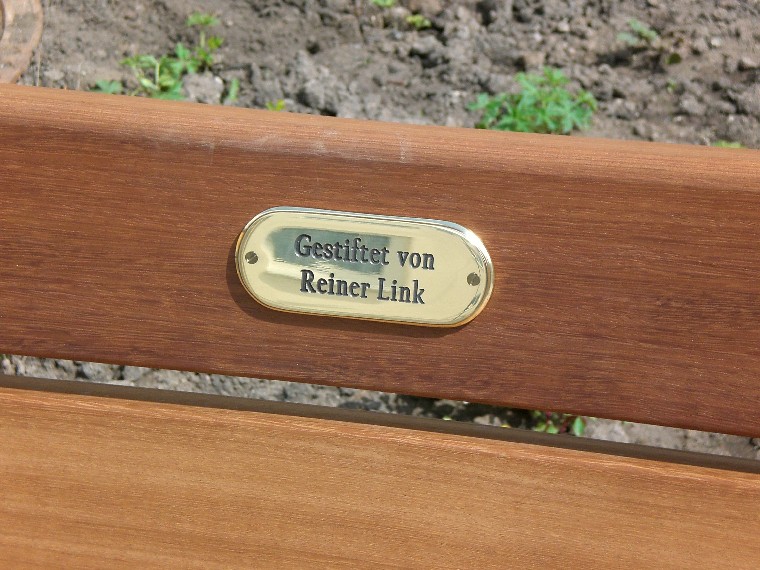 Gestiftet von
Reiner Link